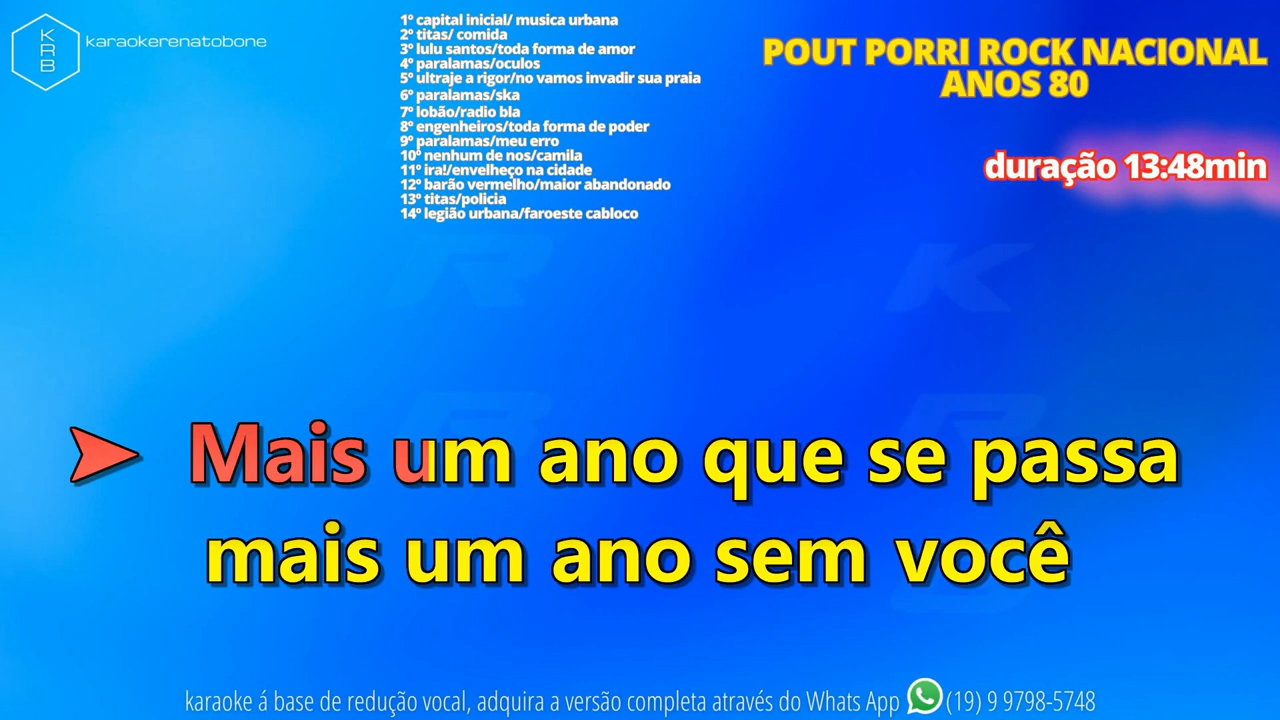 K
R
B
karaokerenatobone
1º capital inicial/ musica urbana
2º titas/ comida
3º lulu santos/toda forma de amor
4º paralamas/oculos
5º ultraje a rigor/no vamos invadir sua praia
6º paralamas/ska
7º lobão/radio bla
8º engenheiros/toda forma de poder
9º paralamas/meu erro
10º nenhum de nos/camila
11º ira!/envelheço na cidade
12º barão vermelho/maior abandonado
13º titas/policia
14º legião urbana/faroeste cabloco
POUT PORRI ROCK NACIONAL
ANOS 80
duração 13:48min
R K
R B
Mais um ano que se passa
mais um ano sem você
karaoke á base de redução vocal, adquira a versão completa através do Whats App (19) 9 9798-5748